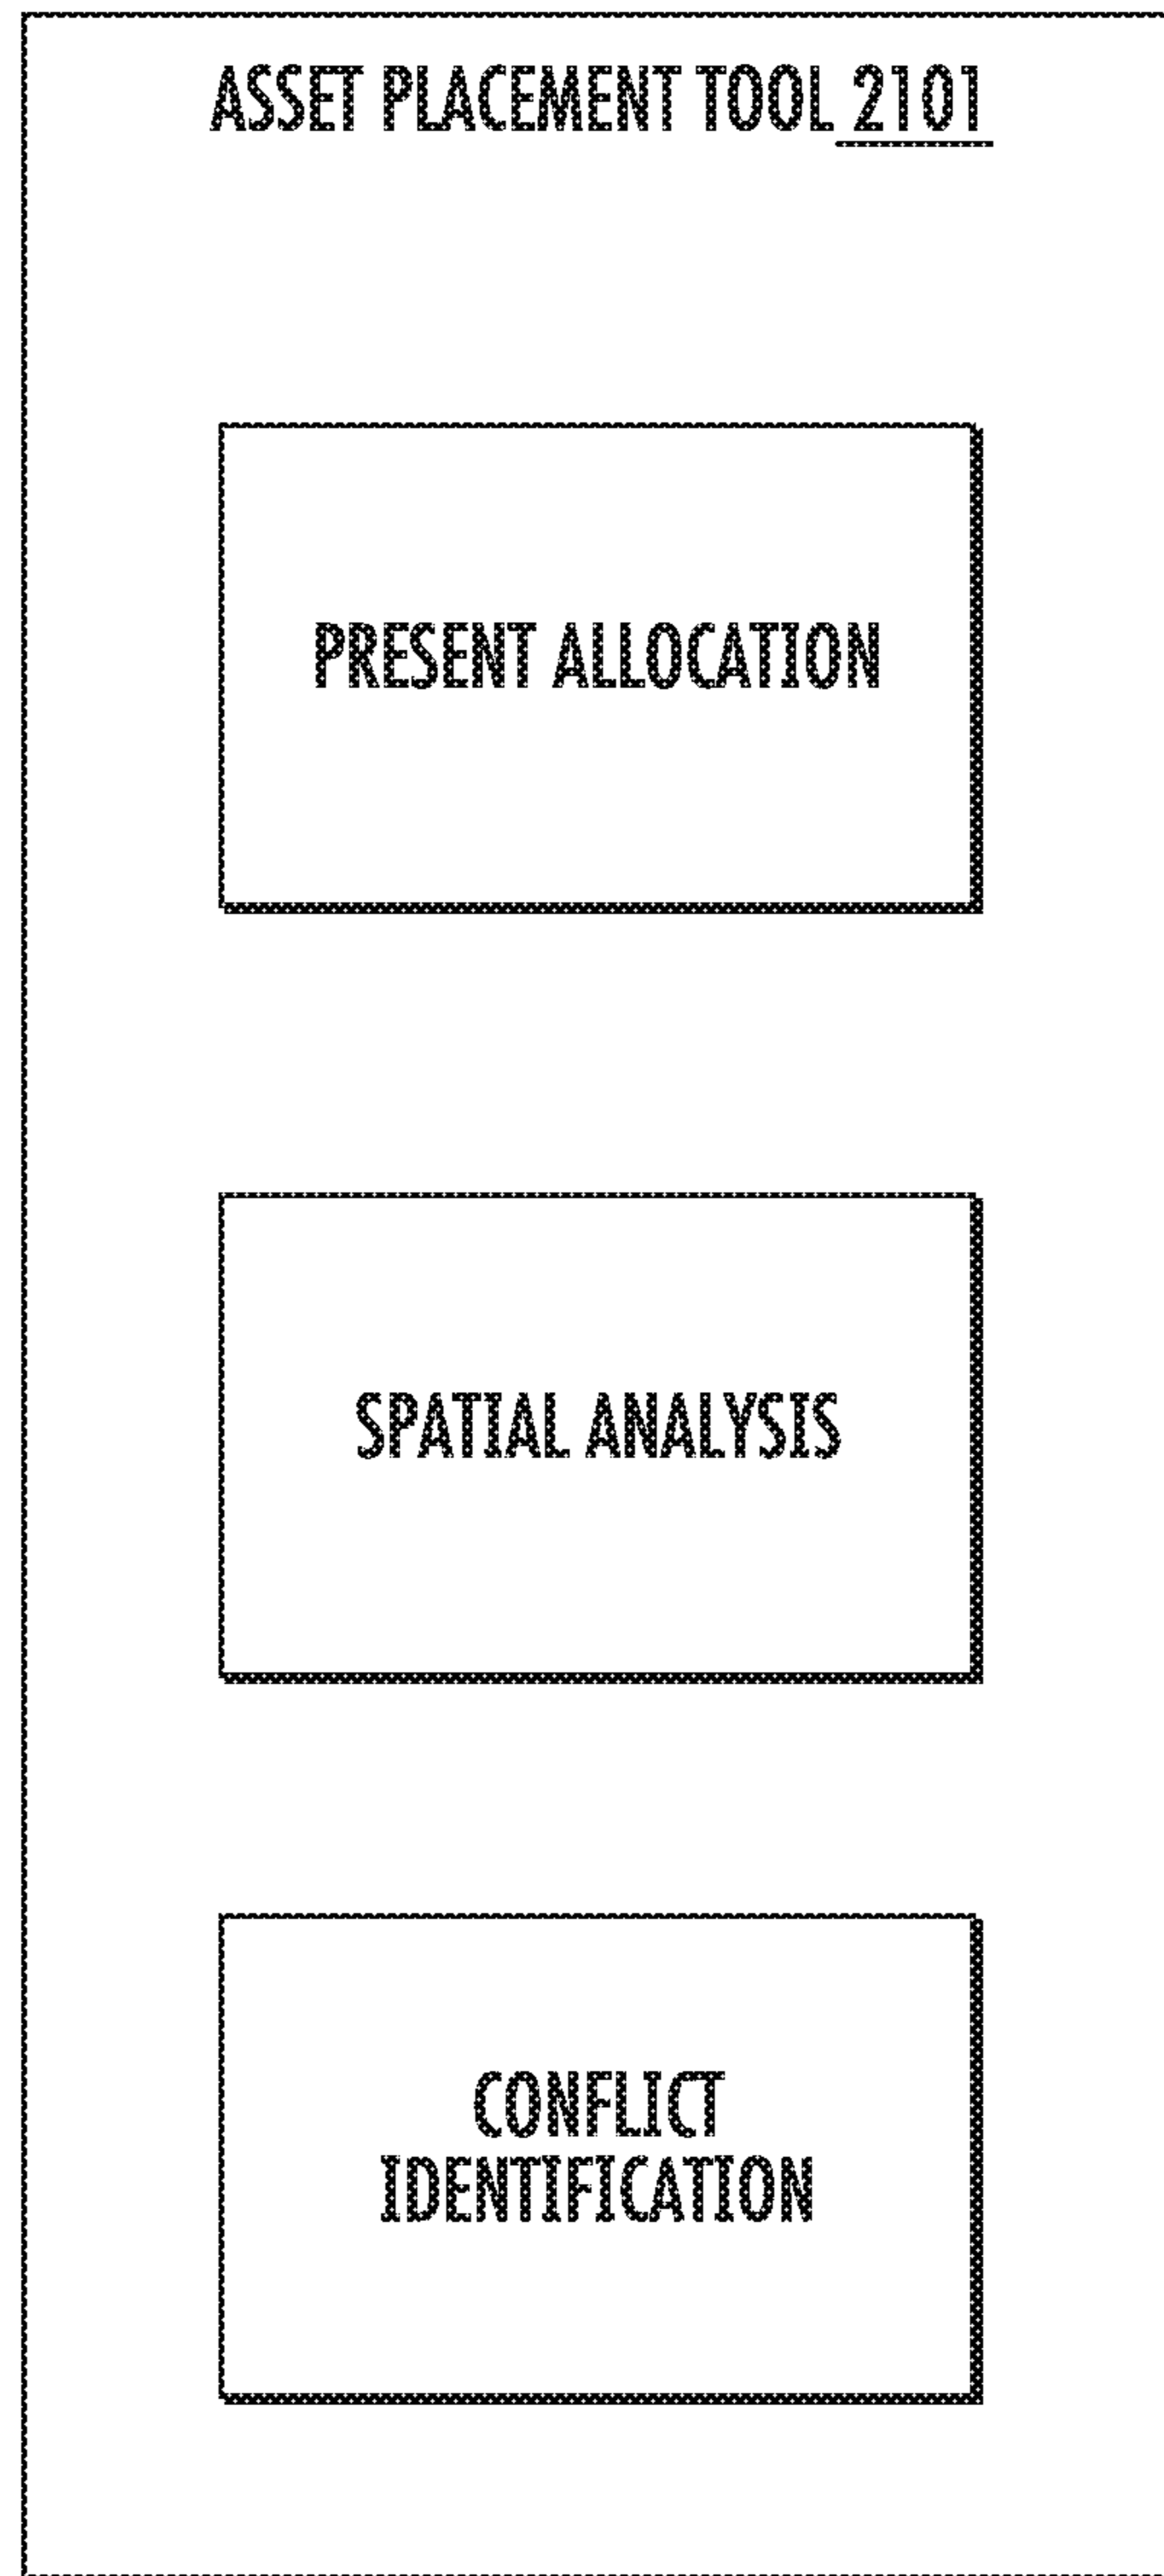 ASSET PLACEMENT TOOL 2101
PRESENT ALLOCATION
SPATIAL ANALYSIS
CONFLICT
IDENTIFICATION